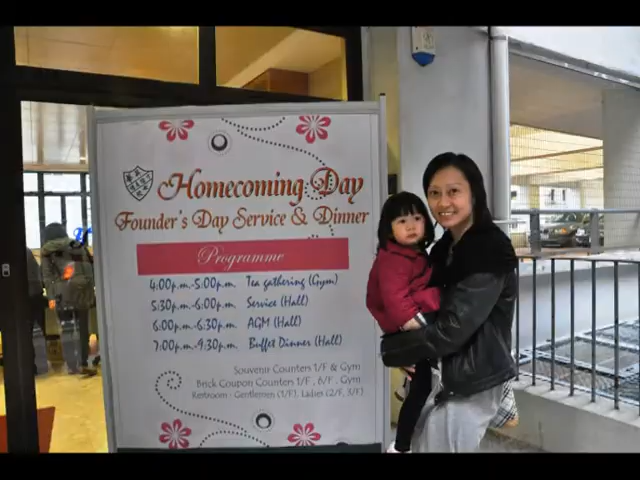 Homecoming Day
Founder's Day Service & Dinner
Programme
4:00p.m.-5:00p.m. Tea gathering (Gym)
5:30p.m.-6:00p.m. Service (Hall)
6:00p.m.-6:30p.m. AGM (Hall)
7:00p.m.-9:30p.m. Buffet Dinner (Hall)
Souvenir Counters 1/F & Gym
Brick Coupon Counters 1/F, 6/F, Gym
Restroom: Gentlemen (1/F), Ladies (2/F, 3/F)